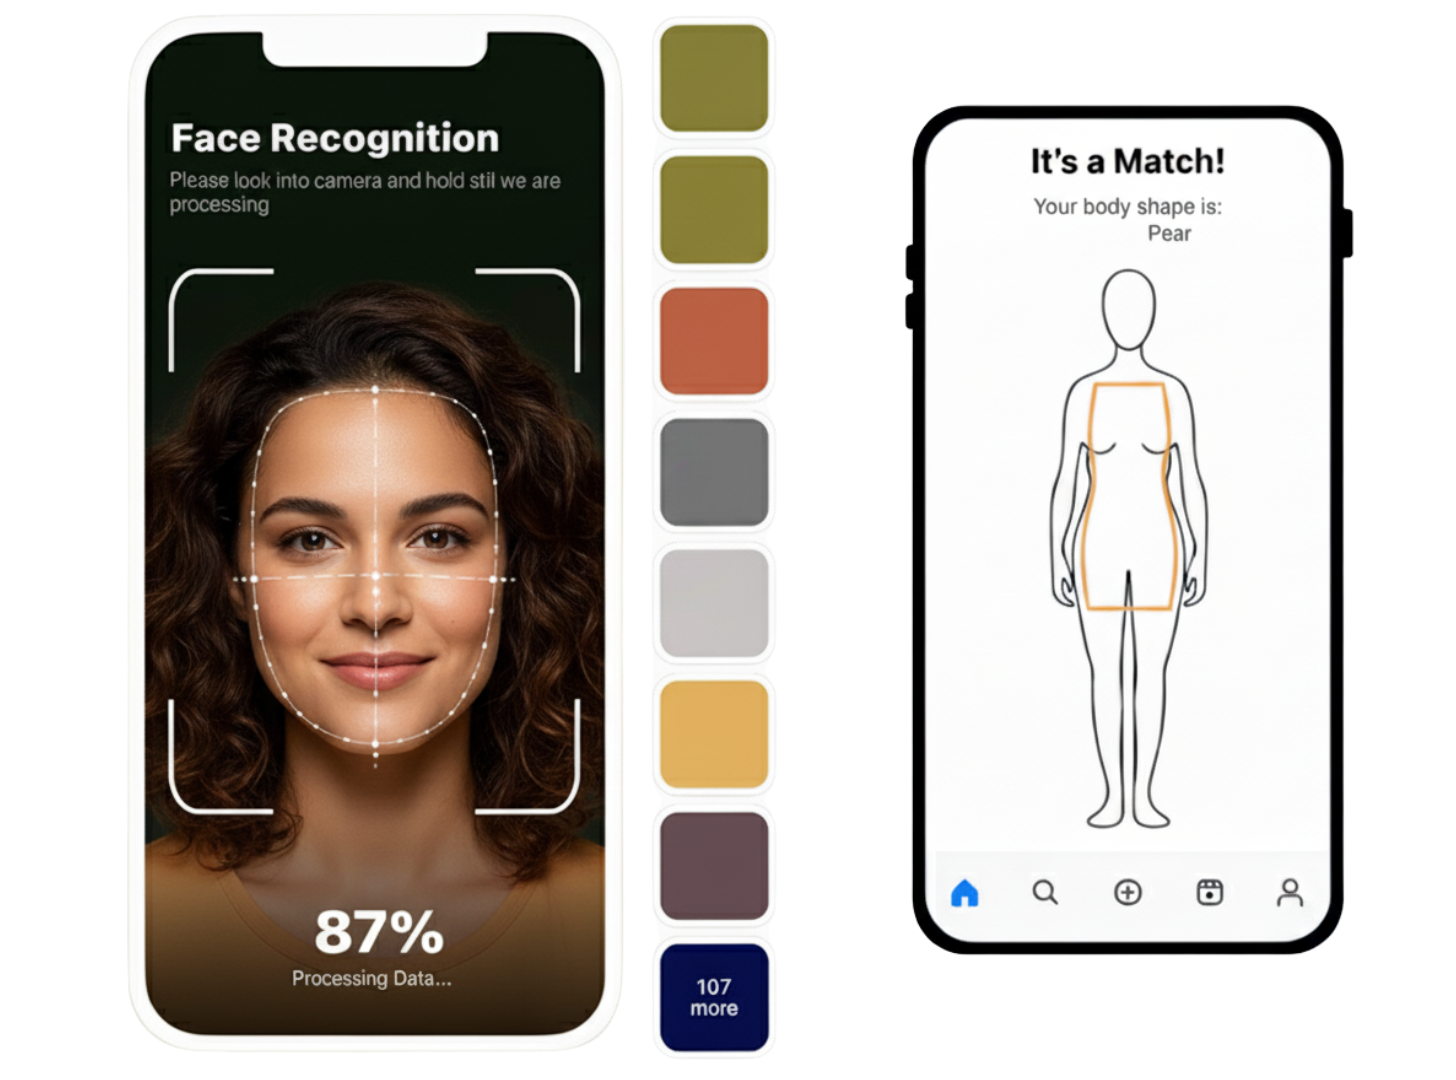 Face Recognition
Please look into camera and hold stil we are
processing
87%
Processing Data...
107
more
It's a Match!
Your body shape is:
Pear